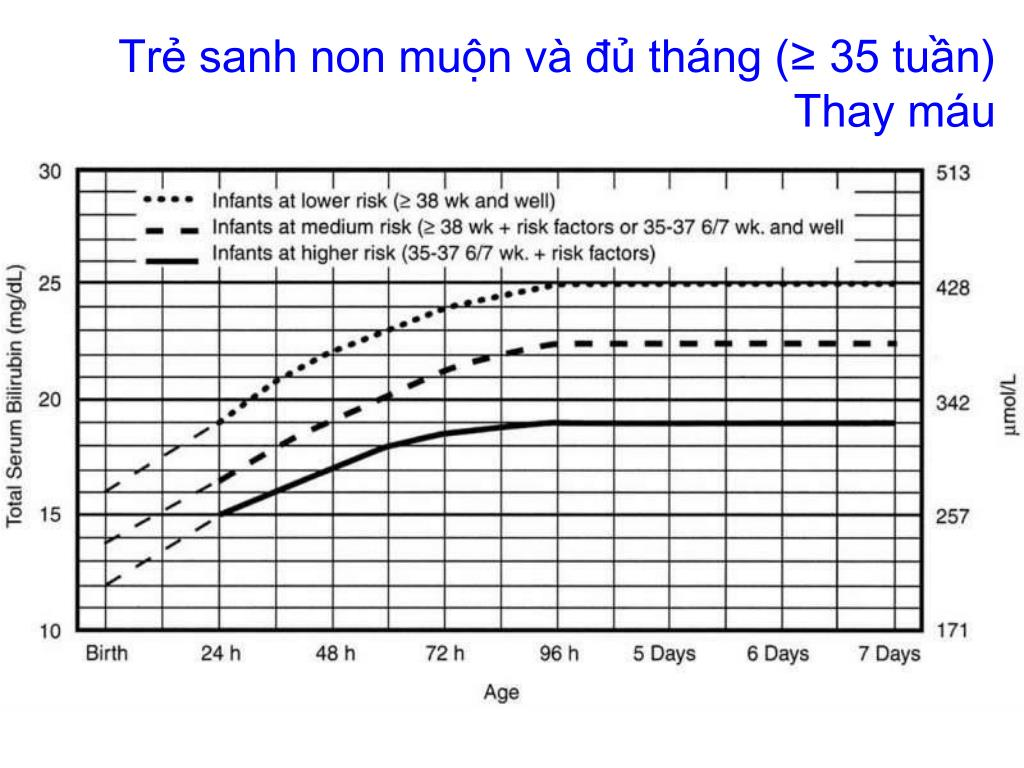 Trẻ sanh non muộn và đủ tháng (≥ 35 tuần)
Thay máu
Infants at lower risk (≥ 38 wk and well)
Infants at medium risk (≥ 38 wk + risk factors or 35-37 6/7 wk. and well
Infants at higher risk (35-37 6/7 wk. + risk factors)
Total Serum Bilirubin (mg/dL)
30
25
20
15
10
513
428
342
257
171
µmol/L
Birth 24 h 48 h 72 h 96 h 5 Days 6 Days 7 Days
Age